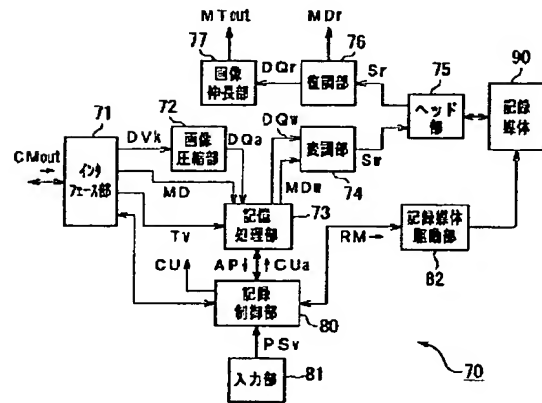 MTout
MDr
77
76
画像
伸長部
DQr
復調部
Sr
75
ヘッド
部
90
記録
媒体
71
CMout
インタ
フェース部
DVk
72
画像
圧縮部
DQa
DQw
変調部
74
Sw
MD
MDw
Tv
記憶
処理部
73
RM
記録媒体
駆動部
82
CU
AP
CUa
記録
制御部
80
PSv
入力部
81
70